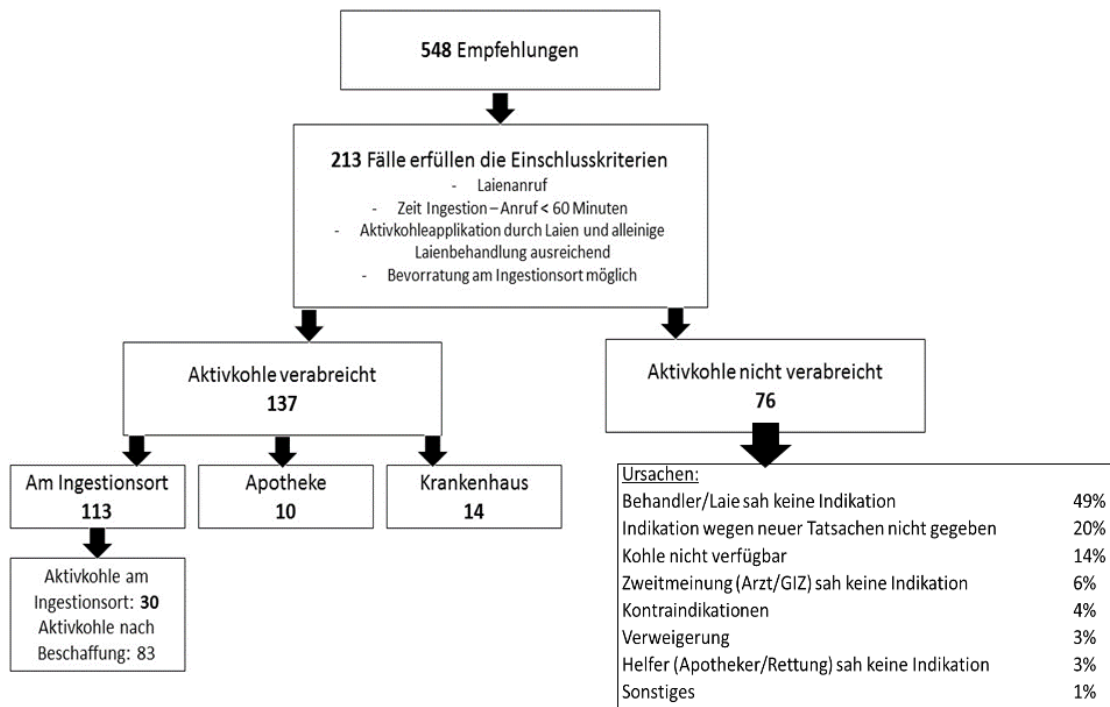 548 Empfehlungen
213 Fälle erfüllen die Einschlusskriterien
- Laienanruf
- Zeit Ingestion – Anruf < 60 Minuten
- Aktivkohleapplikation durch Laien und alleinige
Laienbehandlung ausreichend
- Bevorratung am Ingestionsort möglich
Aktivkohle verabreicht
137
Aktivkohle nicht verabreicht
76
Am Ingestionsort
113
Apotheke
10
Krankenhaus
14
Aktivkohle am
Ingestionsort: 30
Aktivkohle nach
Beschaffung: 83
Ursachen:
Behandler/Laie sah keine Indikation 49%
Indikation wegen neuer Tatsachen nicht gegeben 20%
Kohle nicht verfügbar 14%
Zweitmeinung (Arzt/GIZ) sah keine Indikation 6%
Kontraindikationen 4%
Verweigerung 3%
Helfer (Apotheker/Rettung) sah keine Indikation 3%
Sonstiges 1%